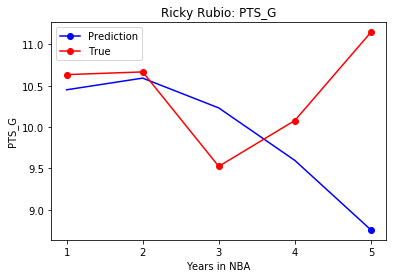 Ricky Rubio: PTS_G
Prediction
True
PTS_G
11.0
10.5
10.0
9.5
9.0
1 2 3 4 5
Years in NBA